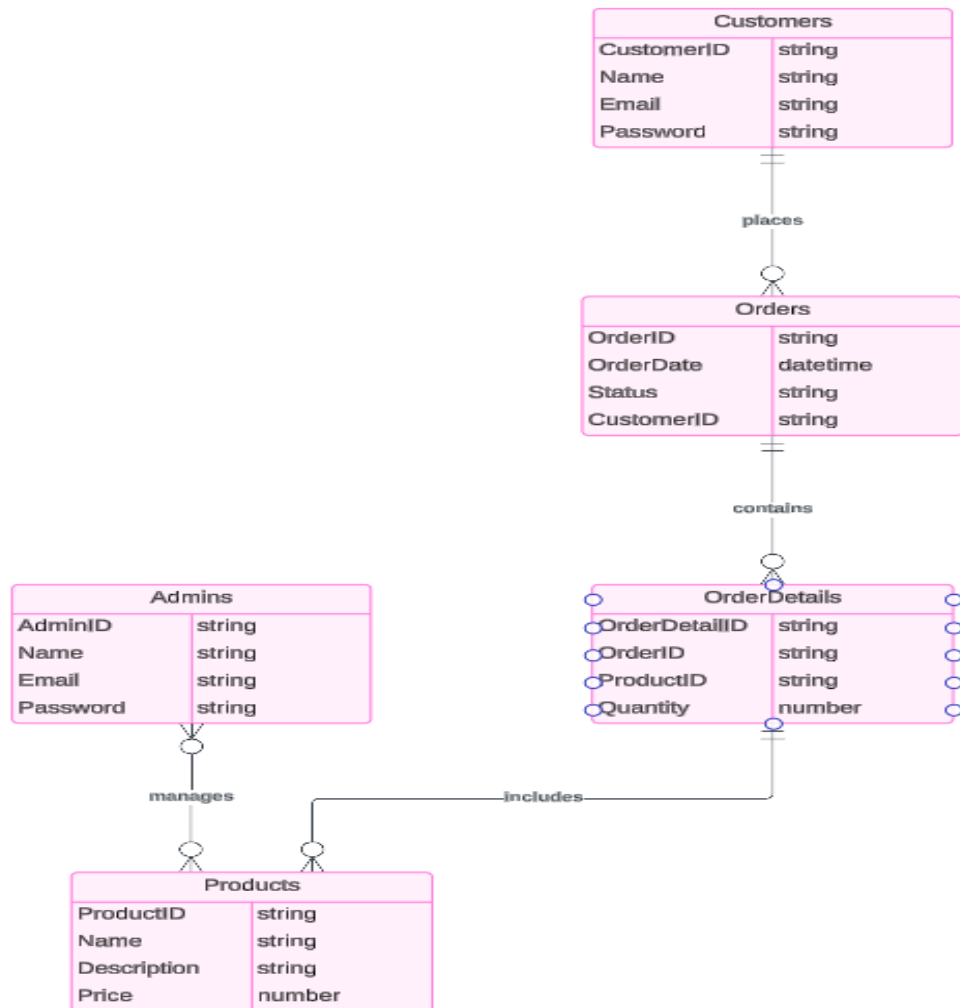 Customers
CustomerID string
Name string
Email string
Password string
places
Orders
OrderID string
OrderDate datetime
Status string
CustomerID string
contains
OrderDetails
OrderDetailID string
OrderID string
ProductID string
Quantity number
Admins
AdminID string
Name string
Email string
Password string
manages
includes
Products
ProductID string
Name string
Description string
Price number